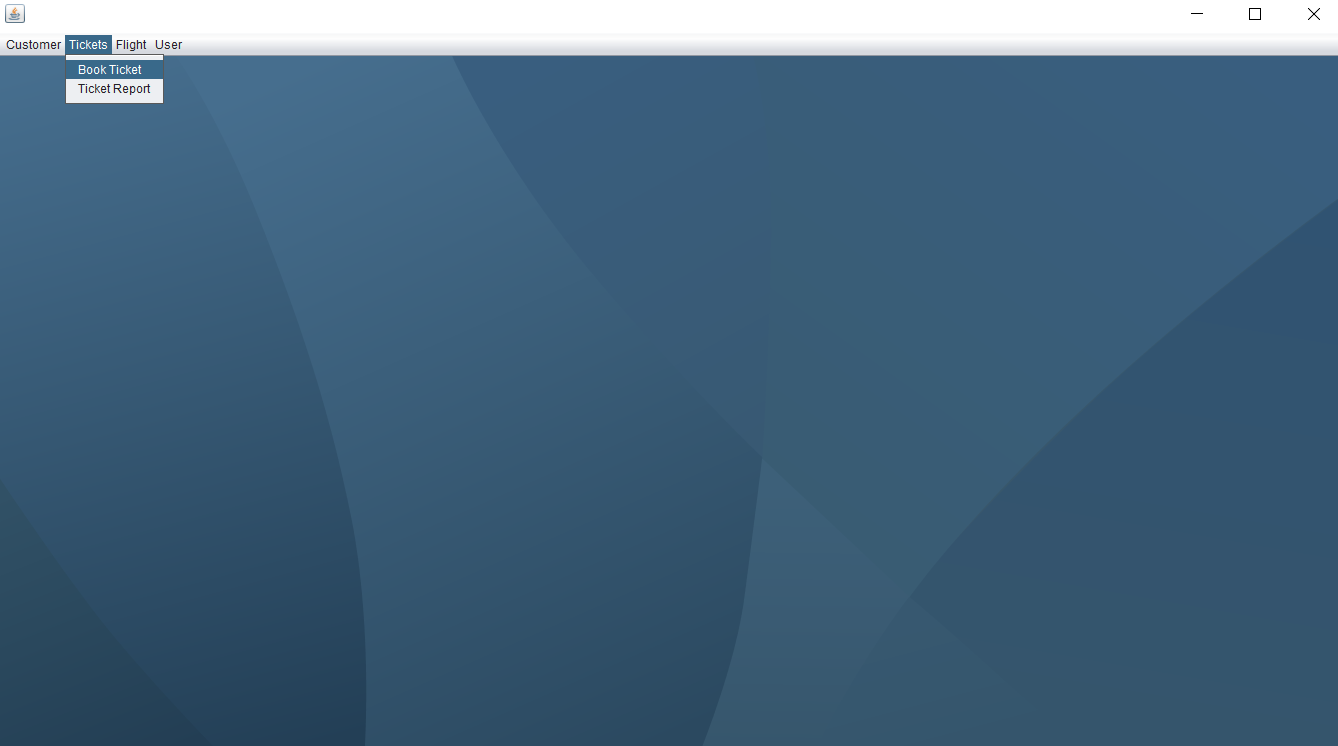 Customer Tickets Flight User
Book Ticket
Ticket Report